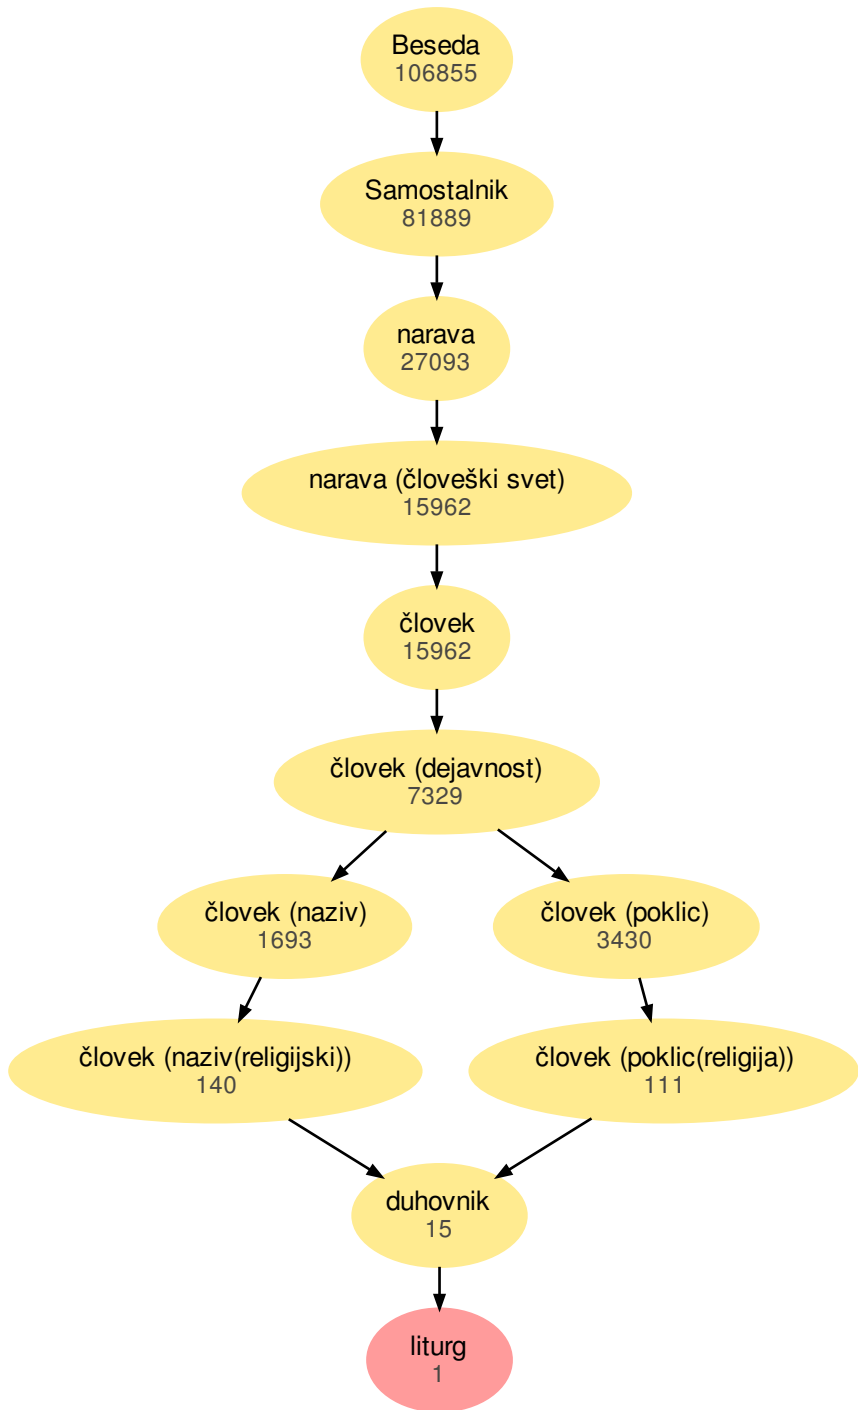 Beseda
106855
Samostalnik
81889
narava
27093
narava (človeški svet)
15962
človek
15962
človek (dejavnost)
7329
človek (naziv)
1693
človek (poklic)
3430
človek (naziv(religijski))
140
človek (poklic(religija))
111
duhovnik
15
liturg
1